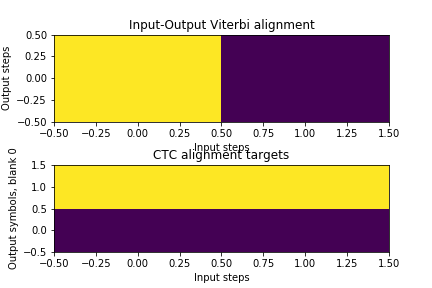 Input-Output Viterbi alignment
Output steps
0.50
0.25
0.00
−0.25
−0.50
−0.50 −0.25 0.00 0.25 0.50 0.75 1.00 1.25 1.50
Input steps
CTC alignment targets
Output symbols, blank 0
1.5
1.0
0.5
0.0
−0.5
−0.50 −0.25 0.00 0.25 0.50 0.75 1.00 1.25 1.50
Input steps